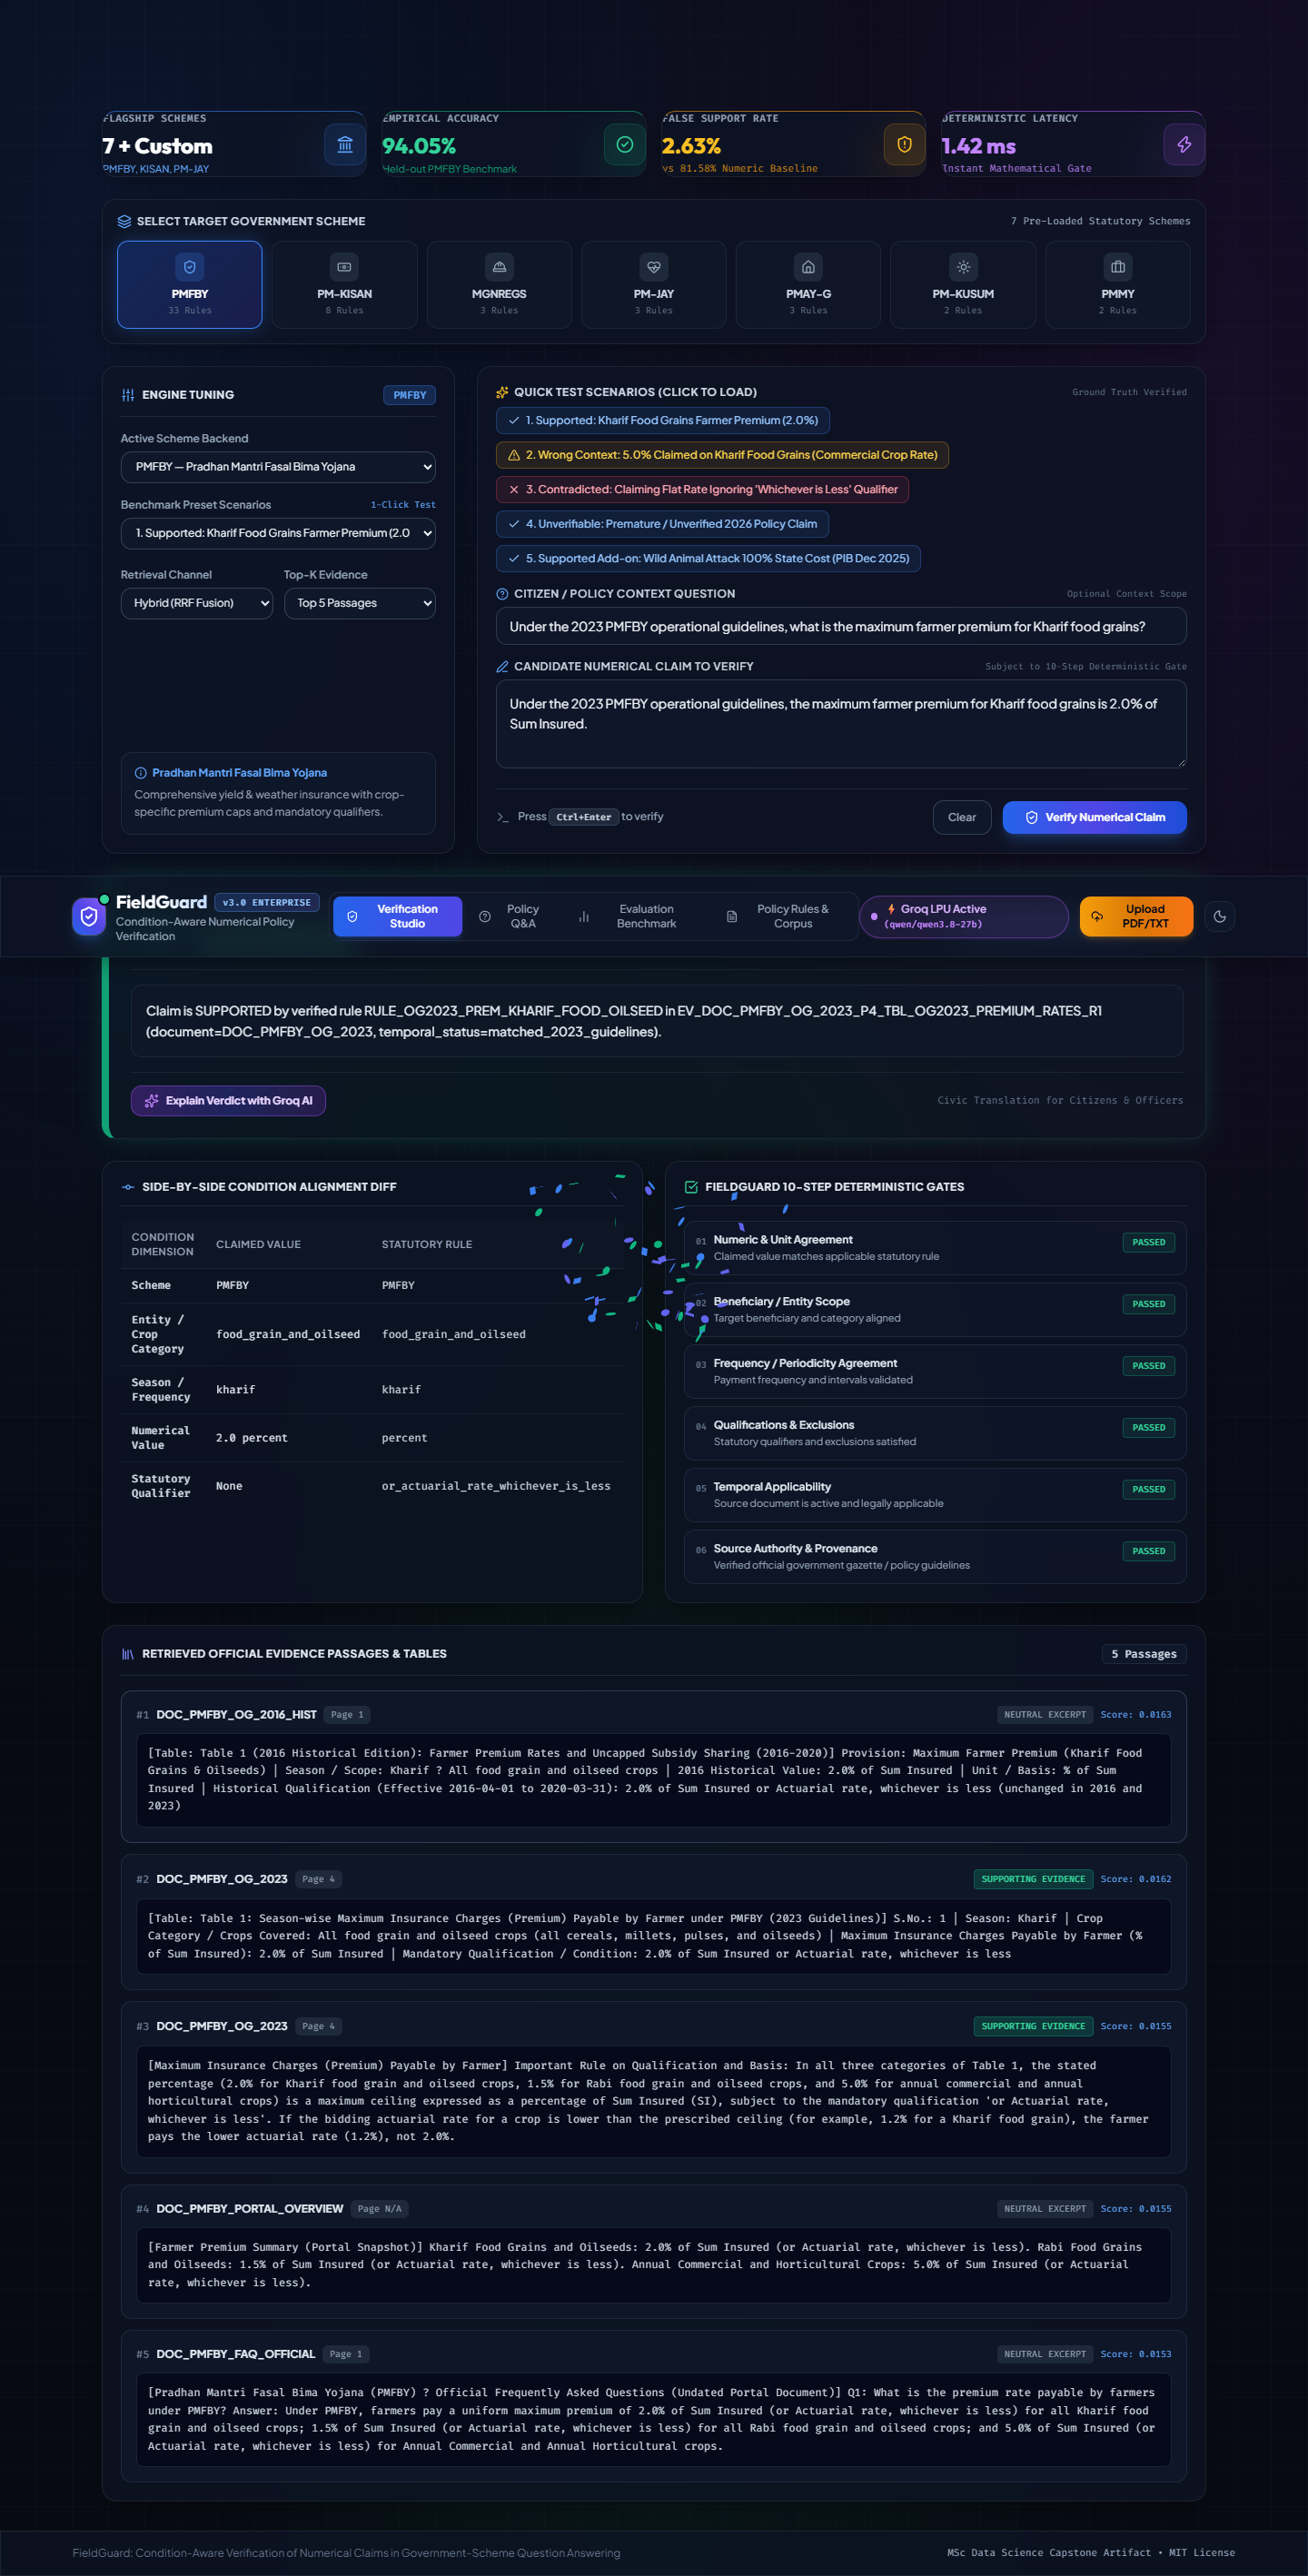 FLAGSHIP SCHEMES
7 + Custom
PMFBY, KISAN, PM-JAY
EMPIRICAL ACCURACY
94.05%
Held-out PMFBY Benchmark
FALSE SUPPORT RATE
2.63%
vs 81.58% Numeric Baseline
DETERMINISTIC LATENCY
1.42 ms
Instant Mathematical Gate
SELECT TARGET GOVERNMENT SCHEME
7 Pre-Loaded Statutory Schemes
PMFBY
33 Rules
PM-KISAN
8 Rules
MGNREGS
3 Rules
PM-JAY
3 Rules
PMAY-G
3 Rules
PM-KUSUM
2 Rules
PMMY
2 Rules
ENGINE TUNING
PMFBY
Active Scheme Backend
PMFBY — Pradhan Mantri Fasal Bima Yojana
Benchmark Preset Scenarios
1-Click Test
1. Supported: Kharif Food Grains Farmer Premium (2.0
Retrieval Channel
Top-K Evidence
Hybrid (RRF Fusion)
Top 5 Passages
Pradhan Mantri Fasal Bima Yojana
Comprehensive yield & weather insurance with crop-
specific premium caps and mandatory qualifiers.
QUICK TEST SCENARIOS (CLICK TO LOAD)
Ground Truth Verified
1. Supported: Kharif Food Grains Farmer Premium (2.0%)
2. Wrong Context: 5.0% Claimed on Kharif Food Grains (Commercial Crop Rate)
3. Contradicted: Claiming Flat Rate Ignoring 'Whichever is Less' Qualifier
4. Unverifiable: Premature / Unverified 2026 Policy Claim
5. Supported Add-on: Wild Animal Attack 100% State Cost (PIB Dec 2025)
CITIZEN / POLICY CONTEXT QUESTION
Optional Context Scope
Under the 2023 PMFBY operational guidelines, what is the maximum farmer premium for Kharif food grains?
CANDIDATE NUMERICAL CLAIM TO VERIFY
Subject to 10-Step Deterministic Gate
Under the 2023 PMFBY operational guidelines, the maximum farmer premium for Kharif food grains is 2.0% of
Sum Insured.
Press Ctrl+Enter to verify
Clear
Verify Numerical Claim
FieldGuard
v3.0 ENTERPRISE
Condition-Aware Numerical Policy
Verification
Verification
Studio
Policy
Q&A
Evaluation
Benchmark
Policy Rules &
Corpus
Groq LPU Active
(qwen/qwen3.8-27b)
Upload
PDF/TXT
Claim is SUPPORTED by verified rule RULE_OG2023_PREM_KHARIF_FOOD_OILSEED in EV_DOC_PMFBY_OG_2023_P4_TBL_OG2023_PREMIUM_RATES_R1
(document=DOC_PMFBY_OG_2023, temporal_status=matched_2023_guidelines).
Explain Verdict with Groq AI
Civic Translation for Citizens & Officers
SIDE-BY-SIDE CONDITION ALIGNMENT DIFF
CONDITION
DIMENSION
CLAIMED VALUE
STATUTORY RULE
Scheme
PMFBY
PMFBY
Entity /
Crop
Category
food_grain_and_oilseed
food_grain_and_oilseed
Season /
Frequency
kharif
kharif
Numerical
Value
2.0 percent
percent
Statutory
Qualifier
None
or_actuarial_rate_whichever_is_less
FIELDGUARD 10-STEP DETERMINISTIC GATES
01 Numeric & Unit Agreement
Claimed value matches applicable statutory rule
PASSED
02 Beneficiary / Entity Scope
Target beneficiary and category aligned
PASSED
03 Frequency / Periodicity Agreement
Payment frequency and intervals validated
PASSED
04 Qualifications & Exclusions
Statutory qualifiers and exclusions satisfied
PASSED
05 Temporal Applicability
Source document is active and legally applicable
PASSED
06 Source Authority & Provenance
Verified official government gazette / policy guidelines
PASSED
RETRIEVED OFFICIAL EVIDENCE PASSAGES & TABLES
5 Passages
#1 DOC_PMFBY_OG_2016_HIST Page 1
NEUTRAL EXCERPT Score: 0.0163
[Table: Table 1 (2016 Historical Edition): Farmer Premium Rates and Uncapped Subsidy Sharing (2016-2020)] Provision: Maximum Farmer Premium (Kharif Food
Grains & Oilseeds) | Season / Scope: Kharif ? All food grain and oilseed crops | 2016 Historical Value: 2.0% of Sum Insured | Unit / Basis: % of Sum
Insured | Historical Qualification (Effective 2016-04-01 to 2020-03-31): 2.0% of Sum Insured or Actuarial rate, whichever is less (unchanged in 2016 and
2023)
#2 DOC_PMFBY_OG_2023 Page 4
SUPPORTING EVIDENCE Score: 0.0162
[Table: Table 1: Season-wise Maximum Insurance Charges (Premium) Payable by Farmer under PMFBY (2023 Guidelines)] S.No.: 1 | Season: Kharif | Crop
Category / Crops Covered: All food grain and oilseed crops (all cereals, millets, pulses, and oilseeds) | Maximum Insurance Charges Payable by Farmer (%
of Sum Insured): 2.0% of Sum Insured | Mandatory Qualification / Condition: 2.0% of Sum Insured or Actuarial rate, whichever is less
#3 DOC_PMFBY_OG_2023 Page 4
SUPPORTING EVIDENCE Score: 0.0155
[Maximum Insurance Charges (Premium) Payable by Farmer] Important Rule on Qualification and Basis: In all three categories of Table 1, the stated
percentage (2.0% for Kharif food grain and oilseed crops, 1.5% for Rabi food grain and oilseed crops, and 5.0% for annual commercial and annual
horticultural crops) is a maximum ceiling expressed as a percentage of Sum Insured (SI), subject to the mandatory qualification 'or Actuarial rate,
whichever is less'. If the bidding actuarial rate for a crop is lower than the prescribed ceiling (for example, 1.2% for a Kharif food grain), the farmer
pays the lower actuarial rate (1.2%), not 2.0%.
#4 DOC_PMFBY_PORTAL_OVERVIEW Page N/A
NEUTRAL EXCERPT Score: 0.0155
[Farmer Premium Summary (Portal Snapshot)] Kharif Food Grains and Oilseeds: 2.0% of Sum Insured (or Actuarial rate, whichever is less). Rabi Food Grains
and Oilseeds: 1.5% of Sum Insured (or Actuarial rate, whichever is less). Annual Commercial and Horticultural Crops: 5.0% of Sum Insured (or Actuarial
rate, whichever is less).
#5 DOC_PMFBY_FAQ_OFFICIAL Page 1
NEUTRAL EXCERPT Score: 0.0153
[Pradhan Mantri Fasal Bima Yojana (PMFBY) ? Official Frequently Asked Questions (Undated Portal Document)] Q1: What is the premium rate payable by farmers
under PMFBY? Answer: Under PMFBY, farmers pay a uniform maximum premium of 2.0% of Sum Insured (or Actuarial rate, whichever is less) for all Kharif food
grain and oilseed crops; 1.5% of Sum Insured (or Actuarial rate, whichever is less) for all Rabi food grain and oilseed crops; and 5.0% of Sum Insured (or
Actuarial rate, whichever is less) for Annual Commercial and Annual Horticultural crops.
FieldGuard: Condition-Aware Verification of Numerical Claims in Government-Scheme Question Answering
MSc Data Science Capstone Artifact • MIT License